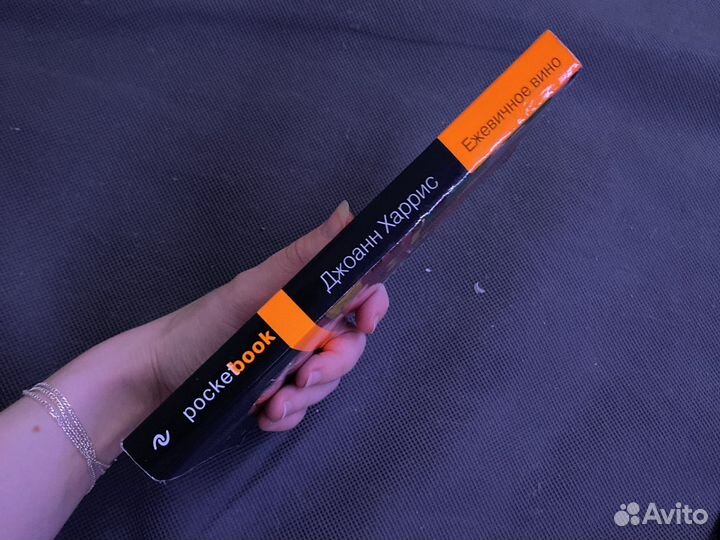 Ежевичное вино
Джоанн Харрис
pocketbook
Avito